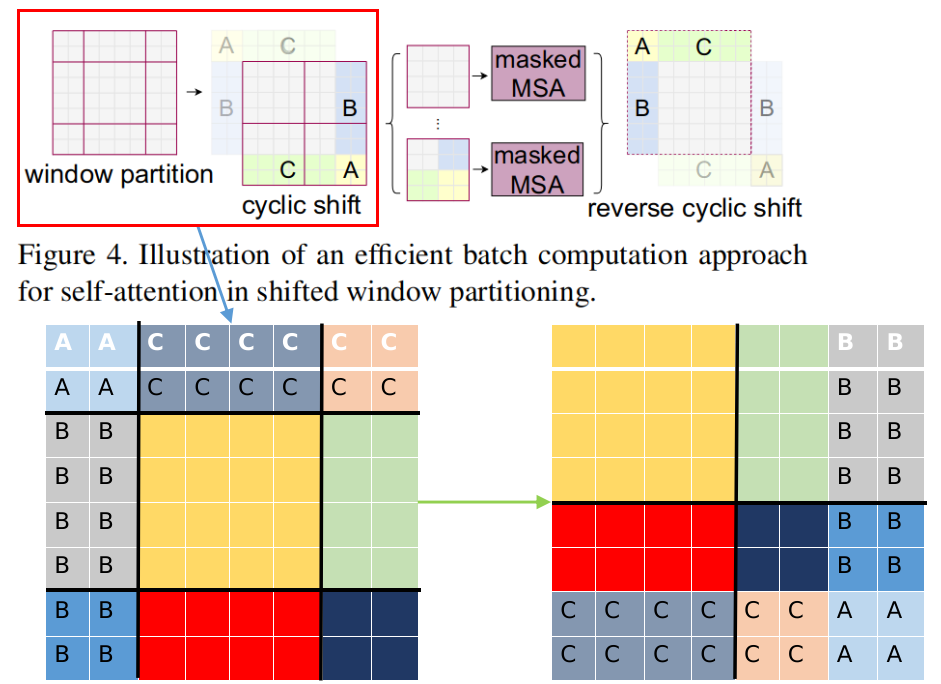 A C
masked
MSA
A C
B
B
B
B
⋮
C A
masked
MSA
C A
window partition
cyclic shift
reverse cyclic shift
Figure 4. Illustration of an efficient batch computation approach
for self-attention in shifted window partitioning.
A A C C C C C C
A A C C C C C C
B B
B B
B B
B B
B B
B B
B B
B B
B B
B B
B B
B B
C C C C C C A A
C C C C C C A A